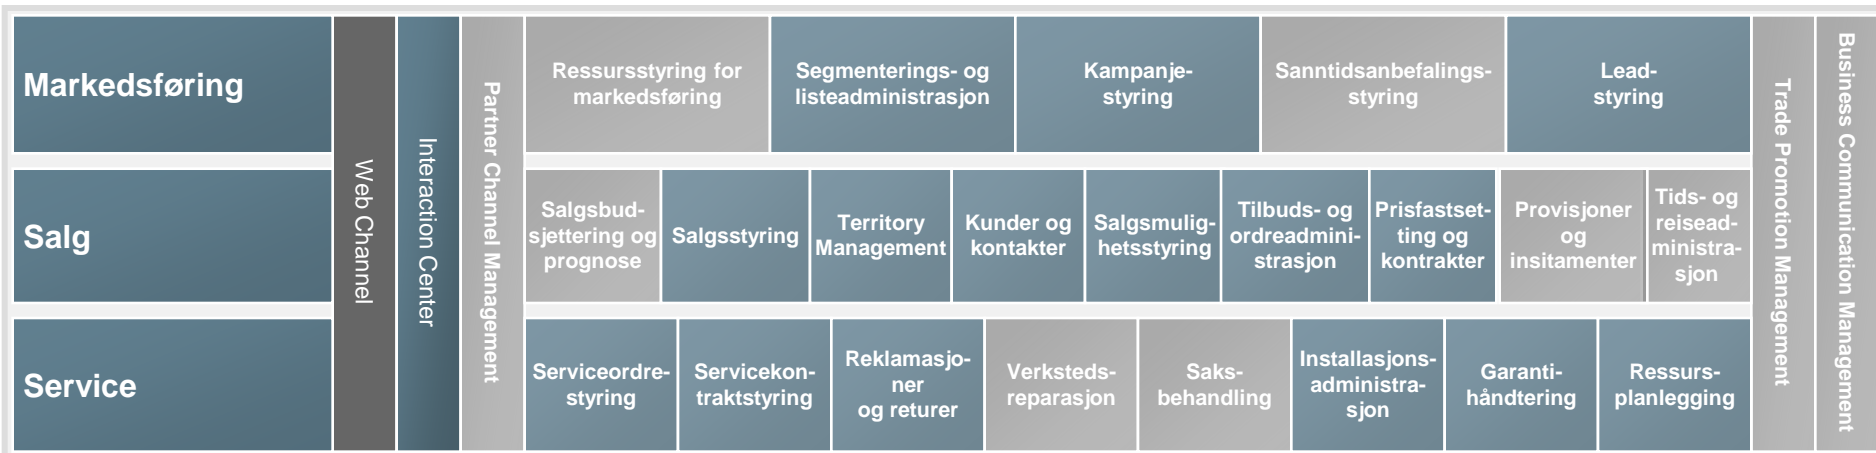 Markedsføring
Salg
Service
Web Channel
Interaction Center
Partner Channel Management
Ressursstyring for
markedsføring
Segmenterings- og
listeadministrasjon
Kampanje-
styring
Sanntidsanbefalings-
styring
Lead-
styring
Salgsbud-
sjettering og
prognose
Salgsstyring
Territory
Management
Kunder og
kontakter
Salgsmulig-
hetsstyring
Tilbuds- og
ordreadmini-
strasjon
Prisfastset-
ting og
kontrakter
Provisjoner
og
insitamenter
Tids- og
reisead-
ministra-
sjon
Serviceordre-
styring
Servicekon-
traktstyring
Reklamasjo-
ner
og returer
Verksteds-
reparasjon
Saks-
behandling
Installasjons-
administra-
sjon
Garanti-
håndtering
Ressurs-
planlegging
Trade Promotion Management
Business Communication Management